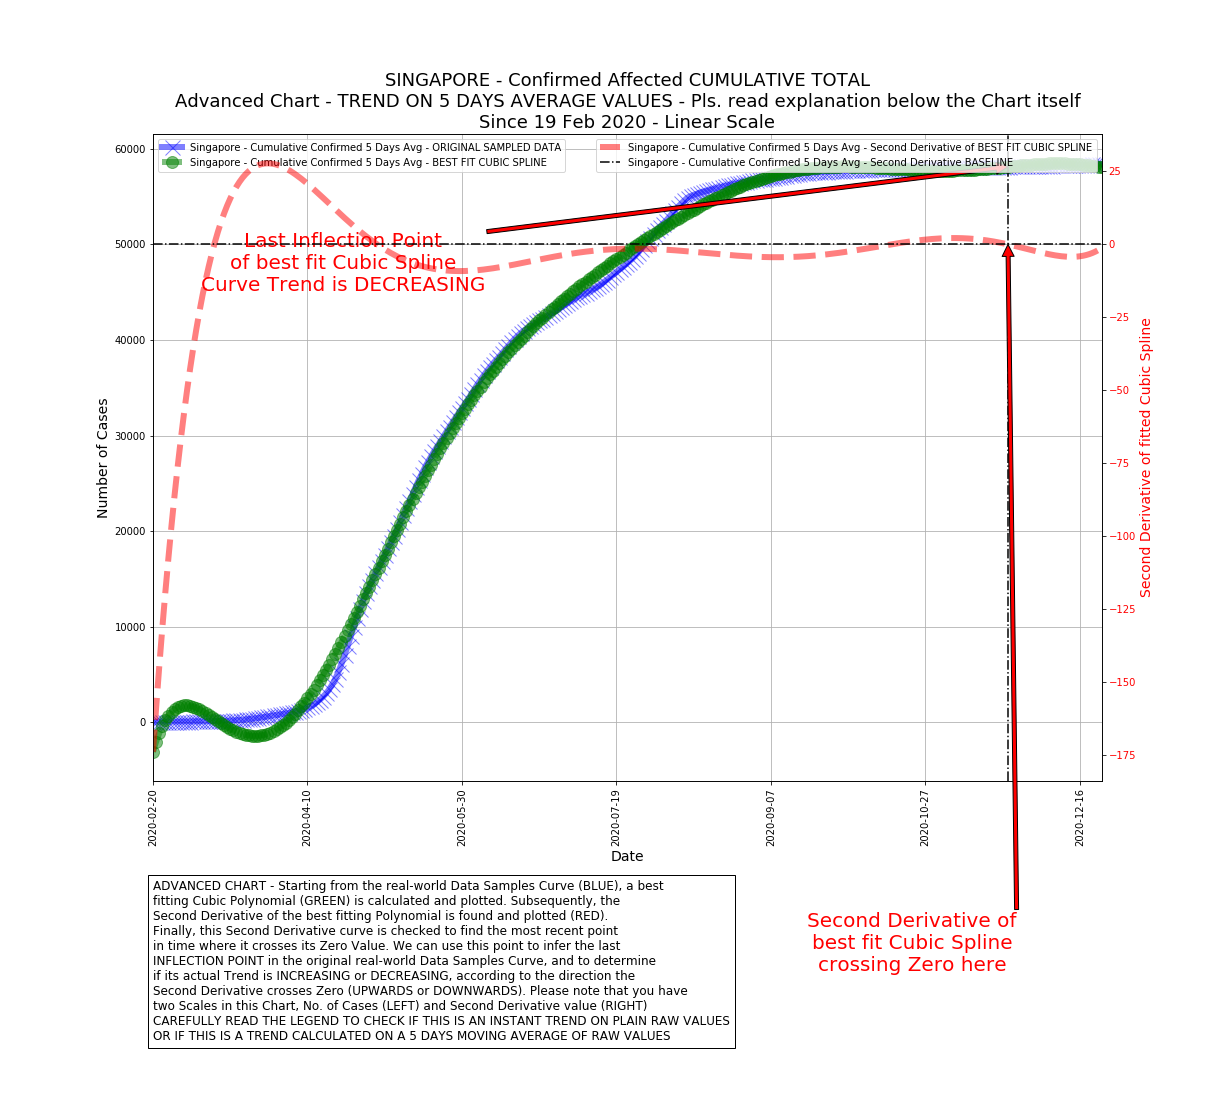 SINGAPORE - Confirmed Affected CUMULATIVE TOTAL
Advanced Chart - TREND ON 5 DAYS AVERAGE VALUES - Pls. read explanation below the Chart itself
Since 19 Feb 2020 - Linear Scale
Singapore - Cumulative Confirmed 5 Days Avg - ORIGINAL SAMPLED DATA
Singapore - Cumulative Confirmed 5 Days Avg - BEST FIT CUBIC SPLINE
Singapore - Cumulative Confirmed 5 Days Avg - Second Derivative of BEST FIT CUBIC SPLINE
Singapore - Cumulative Confirmed 5 Days Avg - Second Derivative BASELINE
60000
50000
40000
30000
20000
10000
0
Number of Cases
25
0
−25
−50
−75
−100
−125
−150
−175
Second Derivative of fitted Cubic Spline
Last Inflection Point
of best fit Cubic Spline
Curve Trend is DECREASING
2020-02-20
2020-04-10
2020-05-30
2020-07-19
2020-09-07
2020-10-27
2020-12-16
Date
ADVANCED CHART - Starting from the real-world Data Samples Curve (BLUE), a best
fitting Cubic Polynomial (GREEN) is calculated and plotted. Subsequently, the
Second Derivative of the best fitting Polynomial is found and plotted (RED).
Finally, this Second Derivative curve is checked to find the most recent point
in time where it crosses its Zero Value. We can use this point to infer the last
INFLECTION POINT in the original real-world Data Samples Curve, and to determine
if its actual Trend is INCREASING or DECREASING, according to the direction the
Second Derivative crosses Zero (UPWARDS or DOWNWARDS). Please note that you have
two Scales in this Chart, No. of Cases (LEFT) and Second Derivative value (RIGHT)
CAREFULLY READ THE LEGEND TO CHECK IF THIS IS AN INSTANT TREND ON PLAIN RAW VALUES
OR IF THIS IS A TREND CALCULATED ON A 5 DAYS MOVING AVERAGE OF RAW VALUES
Second Derivative of
best fit Cubic Spline
crossing Zero here